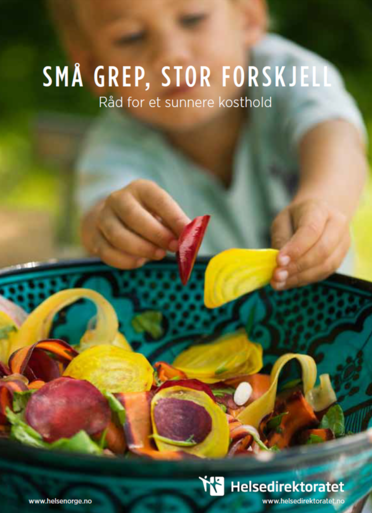 SMÅ GREP, STOR FORSKJELL
Råd for et sunnere kosthold
Helsedirektoratet
www.helsenorge.no
www.helsedirektoratet.no